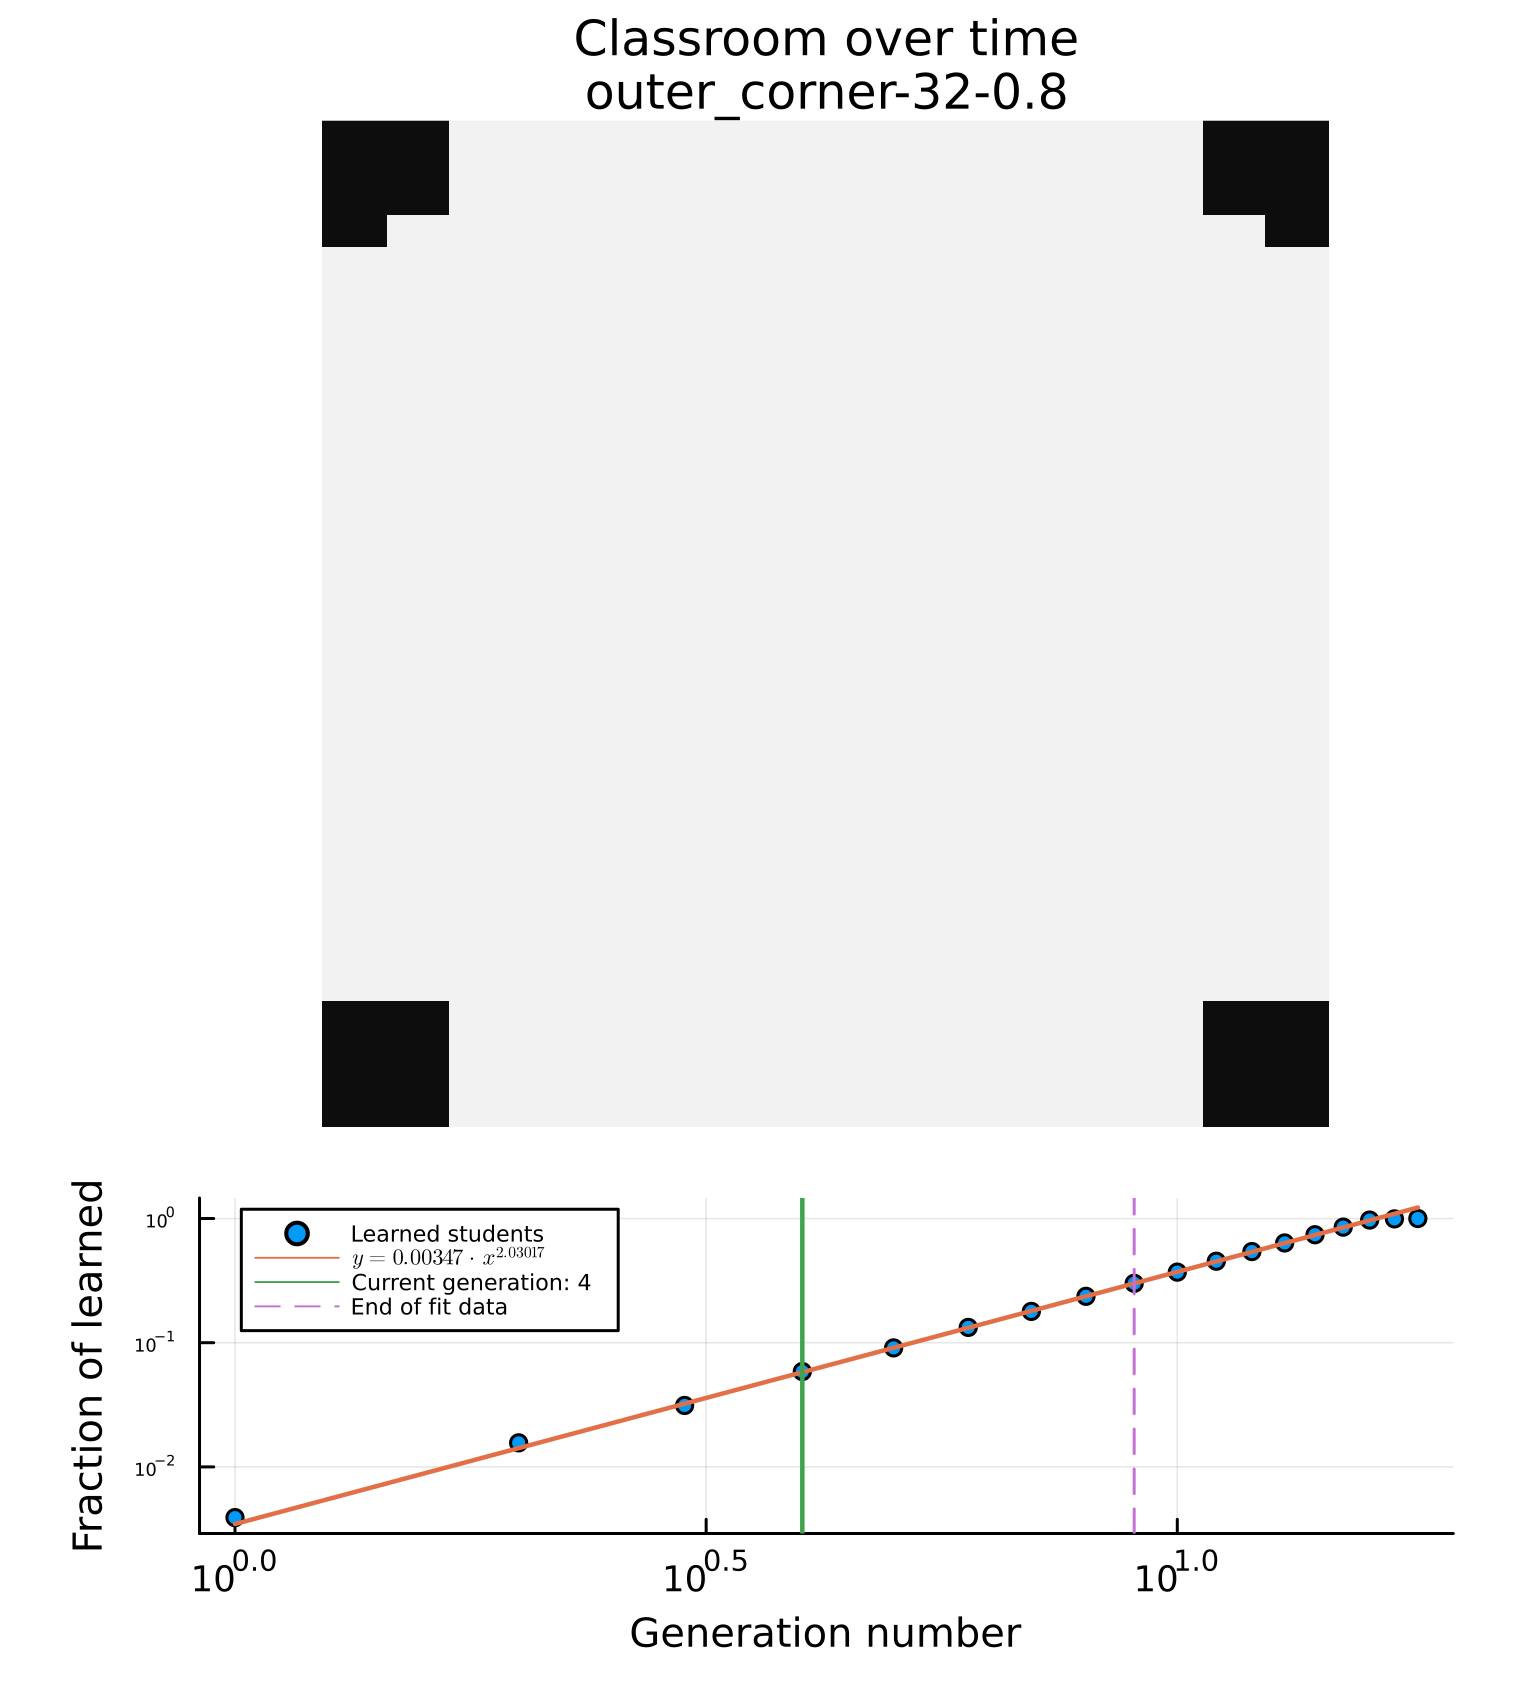 Classroom over time
outer_corner-32-0.8
Fraction of learned
10^0
10^−1
10^−2
Learned students
y = 0.00347 · x^2.03017
Current generation: 4
End of fit data
10^0.0
10^0.5
10^1.0
Generation number